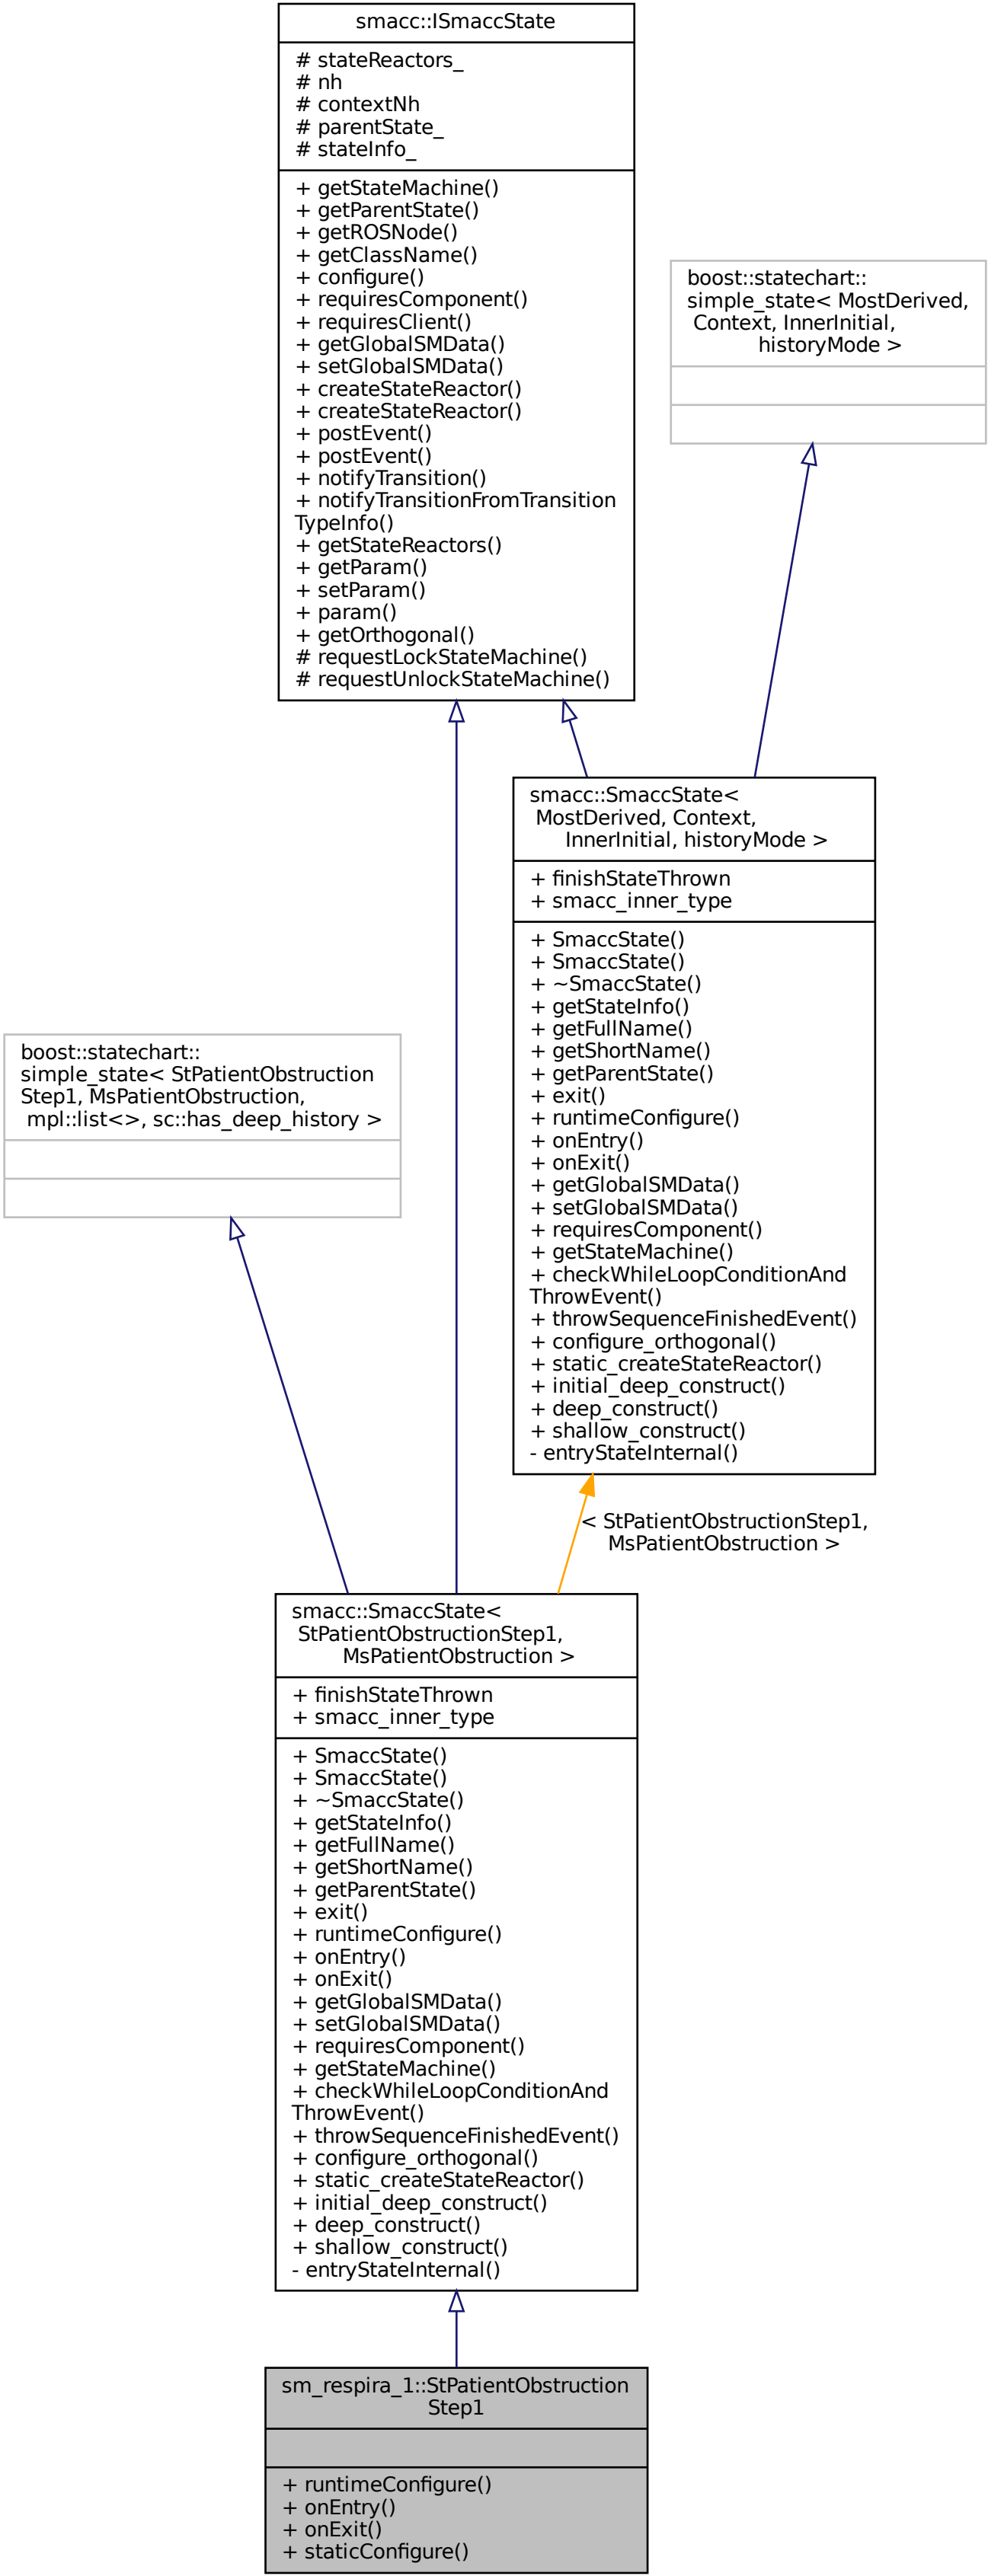 smacc::ISmaccState
# stateReactors_
# nh
# contextNh
# parentState_
# stateInfo_
+ getStateMachine()
+ getParentState()
+ getROSNode()
+ getClassName()
+ configure()
+ requiresComponent()
+ requiresClient()
+ getGlobalSMData()
+ setGlobalSMData()
+ createStateReactor()
+ createStateReactor()
+ postEvent()
+ postEvent()
+ notifyTransition()
+ notifyTransitionFromTransition
TypeInfo()
+ getStateReactors()
+ getParam()
+ setParam()
+ param()
+ getOrthogonal()
# requestLockStateMachine()
# requestUnlockStateMachine()
boost::statechart::
simple_state< MostDerived,
Context, InnerInitial,
historyMode >
smacc::SmaccState<
MostDerived, Context,
InnerInitial, historyMode >
+ finishStateThrown
+ smacc_inner_type
+ SmaccState()
+ SmaccState()
+ ~SmaccState()
+ getStateInfo()
+ getFullName()
+ getShortName()
+ getParentState()
+ exit()
+ runtimeConfigure()
+ onEntry()
+ onExit()
+ getGlobalSMData()
+ setGlobalSMData()
+ requiresComponent()
+ getStateMachine()
+ checkWhileLoopConditionAnd
ThrowEvent()
+ throwSequenceFinishedEvent()
+ configure_orthogonal()
+ static_createStateReactor()
+ initial_deep_construct()
+ deep_construct()
+ shallow_construct()
- entryStateInternal()
boost::statechart::
simple_state< StPatientObstruction
Step1, MsPatientObstruction,
mpl::list<>, sc::has_deep_history >
< StPatientObstructionStep1,
MsPatientObstruction >
smacc::SmaccState<
StPatientObstructionStep1,
MsPatientObstruction >
+ finishStateThrown
+ smacc_inner_type
+ SmaccState()
+ SmaccState()
+ ~SmaccState()
+ getStateInfo()
+ getFullName()
+ getShortName()
+ getParentState()
+ exit()
+ runtimeConfigure()
+ onEntry()
+ onExit()
+ getGlobalSMData()
+ setGlobalSMData()
+ requiresComponent()
+ getStateMachine()
+ checkWhileLoopConditionAnd
ThrowEvent()
+ throwSequenceFinishedEvent()
+ configure_orthogonal()
+ static_createStateReactor()
+ initial_deep_construct()
+ deep_construct()
+ shallow_construct()
- entryStateInternal()
sm_respira_1::StPatientObstruction
Step1
+ runtimeConfigure()
+ onEntry()
+ onExit()
+ staticConfigure()